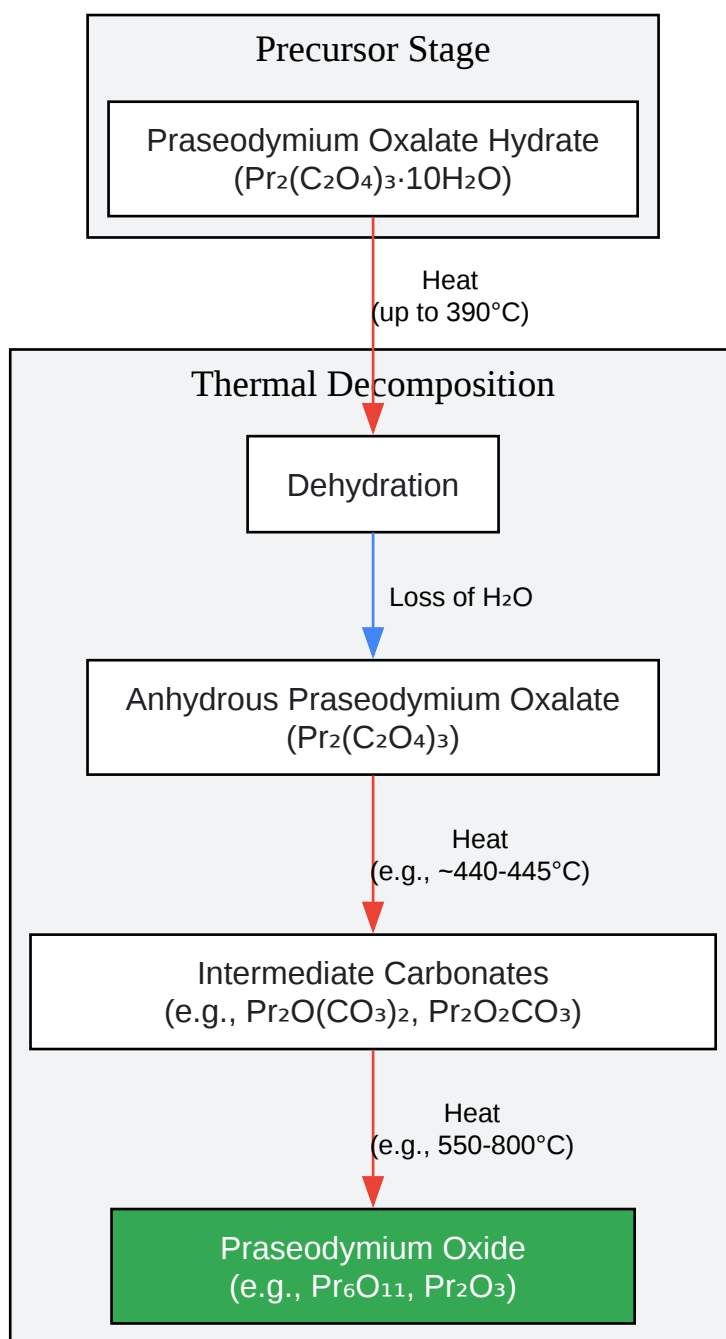 Precursor Stage
Praseodymium Oxalate Hydrate
(Pr₂(C₂O₄)₃·10H₂O)
Heat
(up to 390°C)
Thermal Decomposition
Dehydration
Loss of H₂O
Anhydrous Praseodymium Oxalate
(Pr₂(C₂O₄)₃)
Heat
(e.g., ~440-445°C)
Intermediate Carbonates
(e.g., Pr₂O(CO₃)₂, Pr₂O₂CO₃)
Heat
(e.g., 550-800°C)
Praseodymium Oxide
(e.g., Pr₆O₁₁, Pr₂O₃)